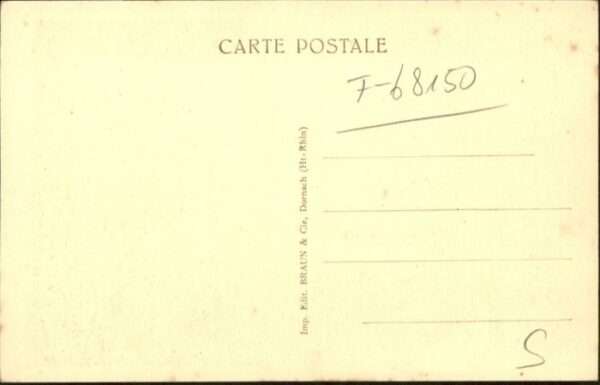 CARTE POSTALE
F-68150
Imp. Edit. BRAUN & Cie, Dornach (Ht-Rhin)
S